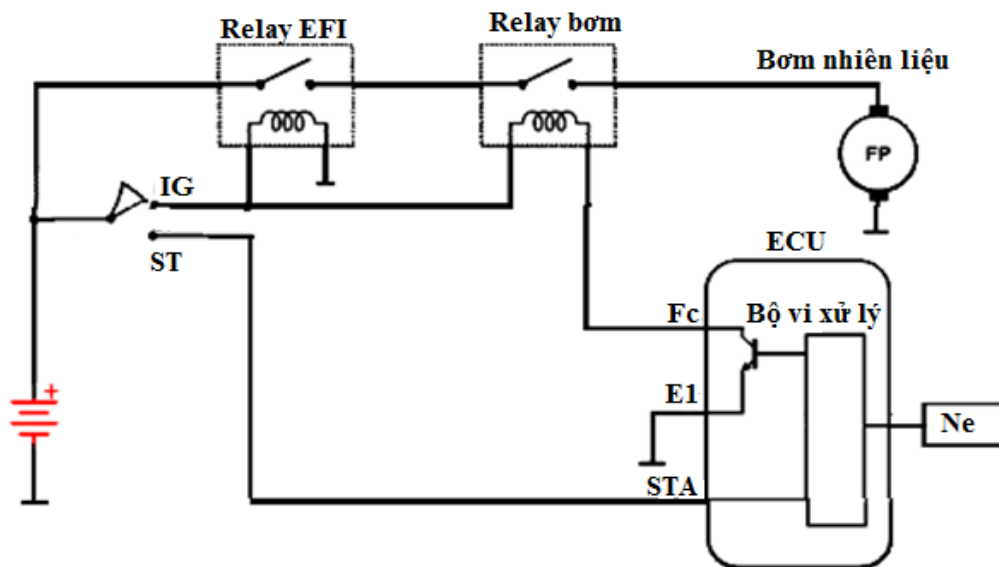 Relay EFI
Relay bơm
Bơm nhiên liệu
FP
IG
ST
ECU
Fc
Bộ vi xử lý
E1
Ne
STA
+